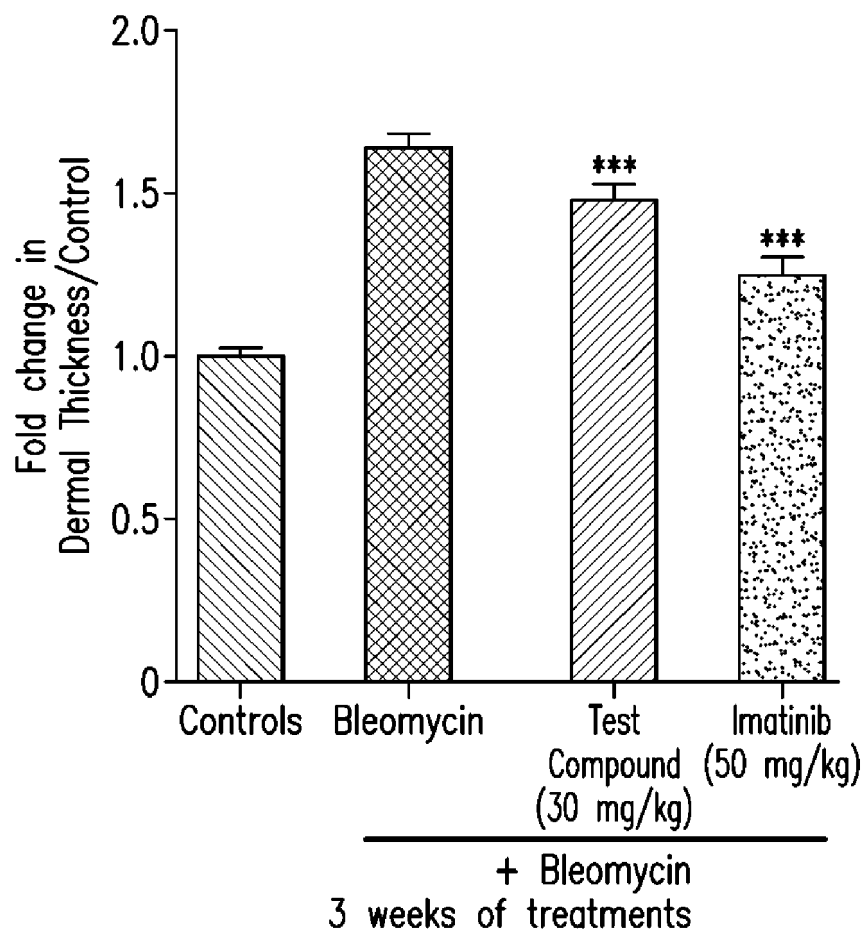 Fold change in
Dermal Thickness/Control
2.0
1.5
1.0
0.5
0
***
***
Controls
Bleomycin
Test
Compound
(30 mg/kg)
Imatinib
(50 mg/kg)
+ Bleomycin
3 weeks of treatments